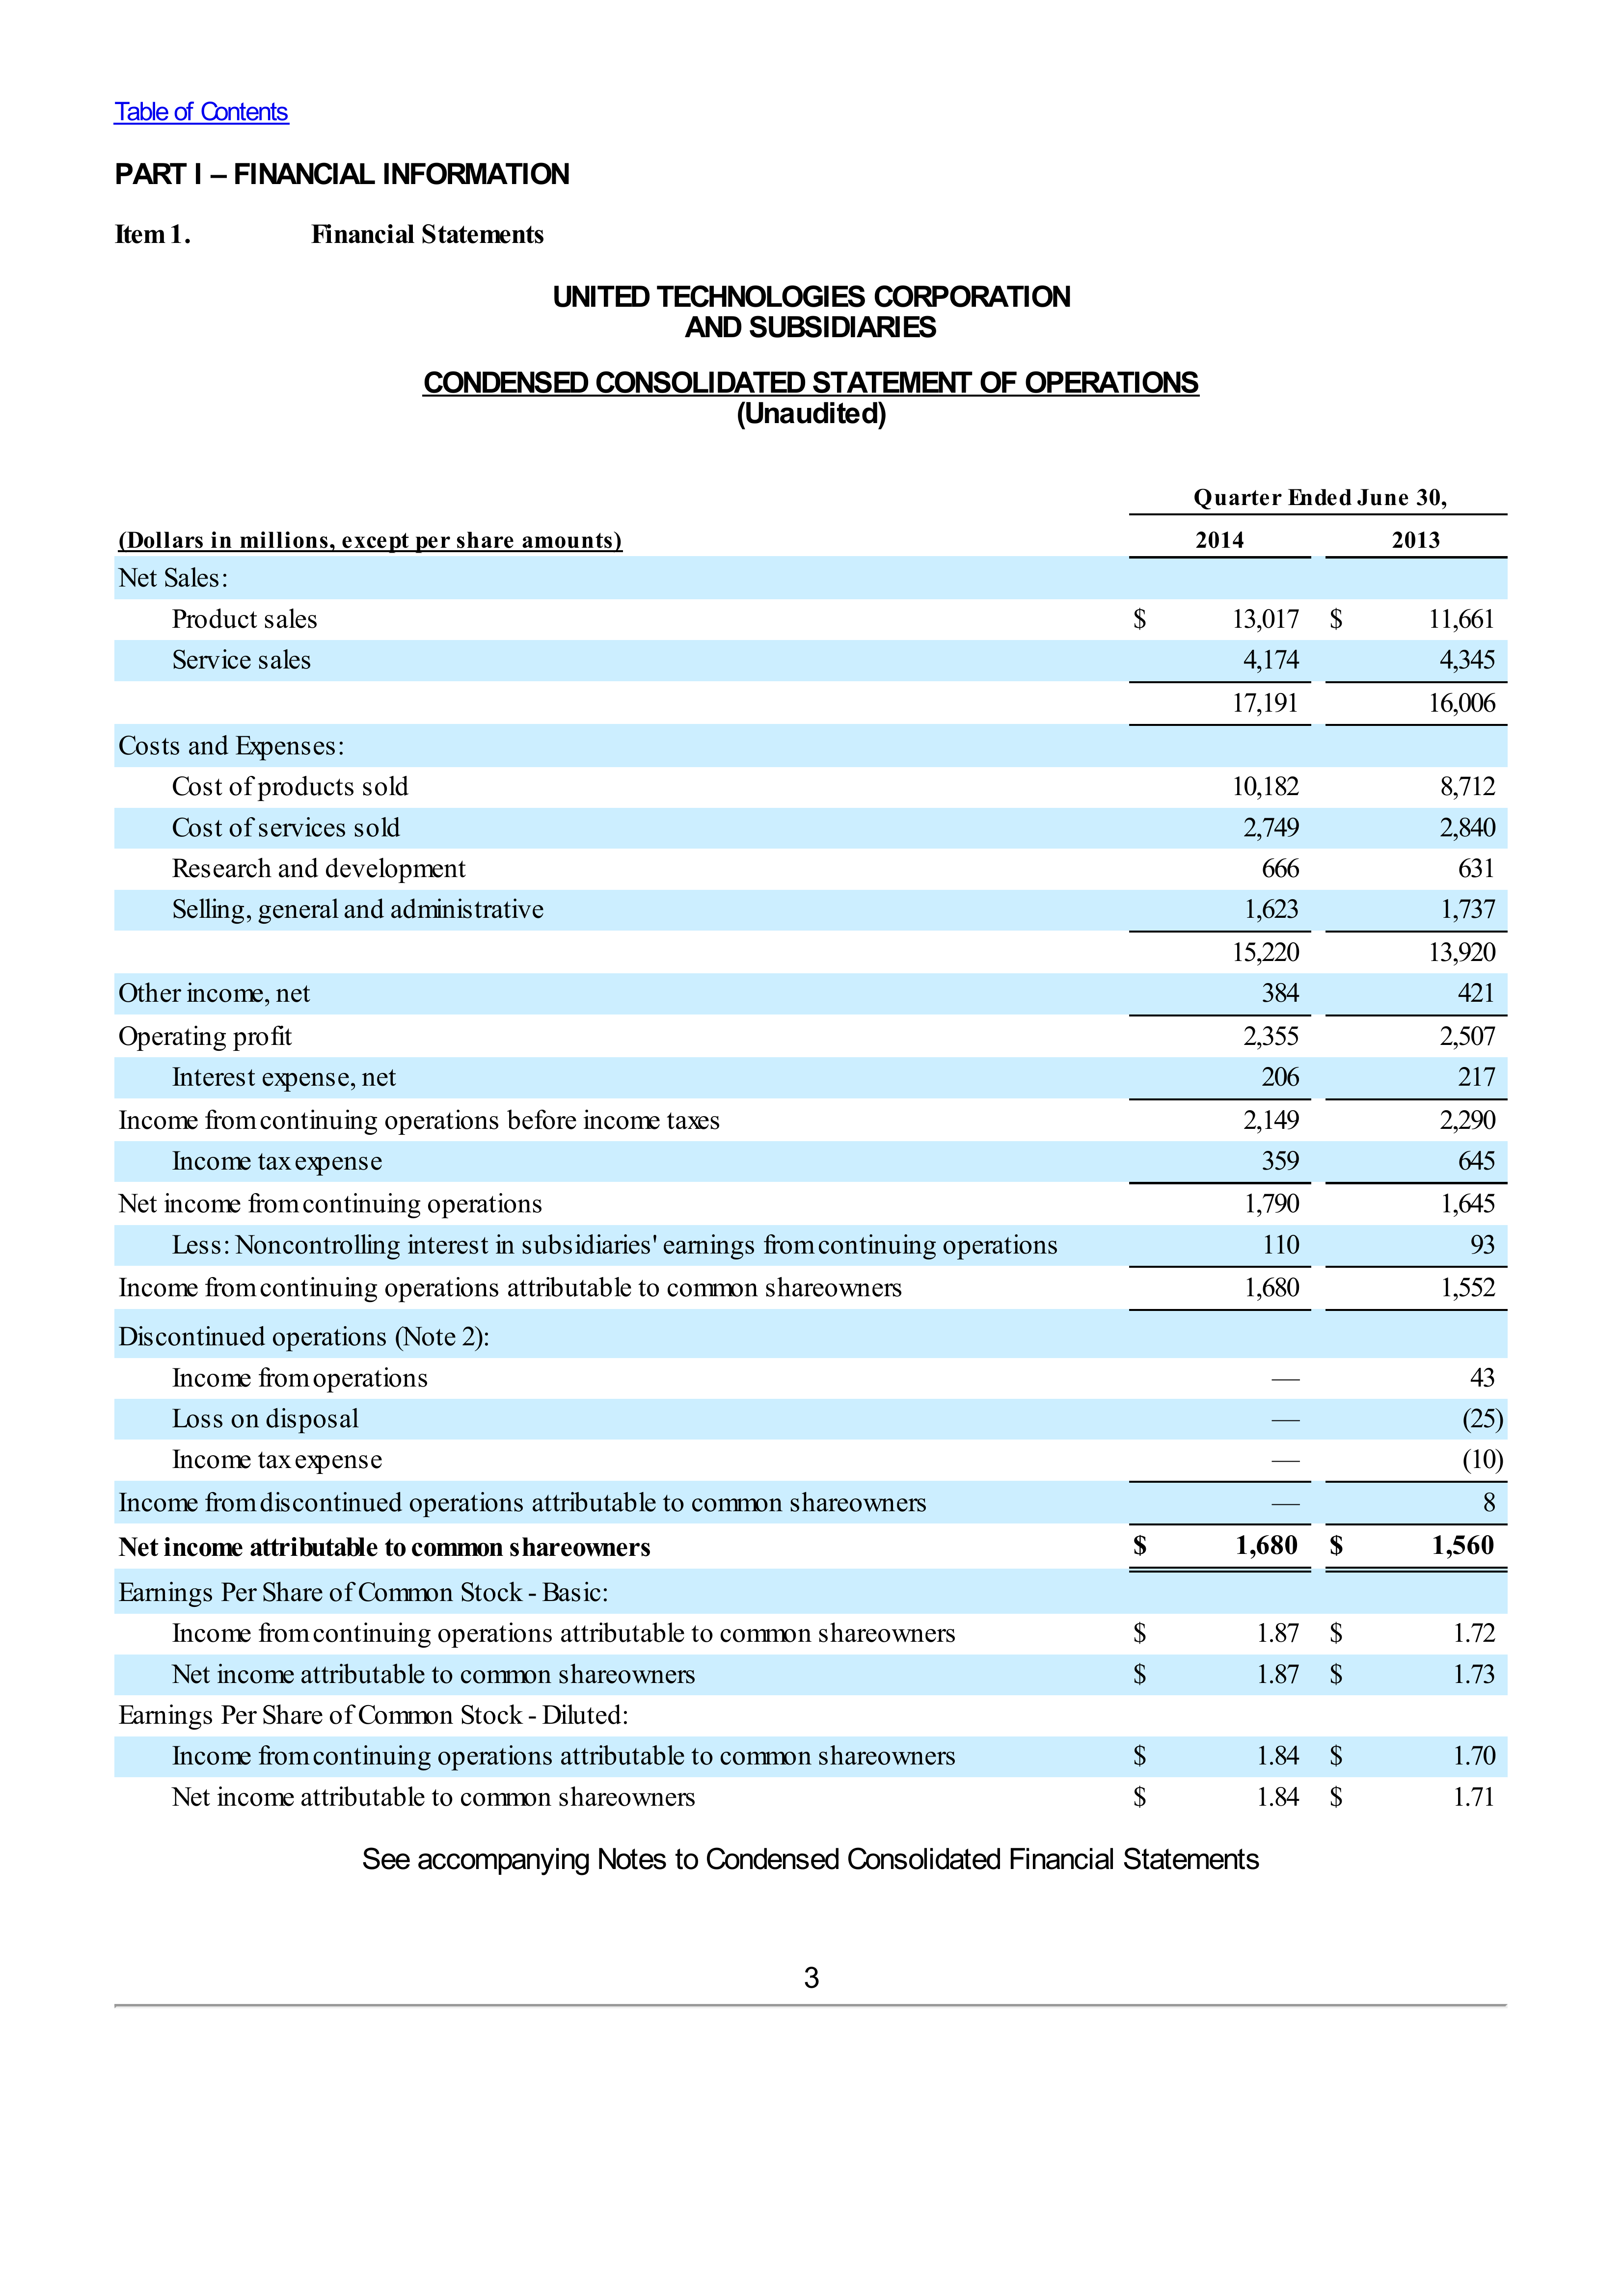 Table of Contents
PART I – FINANCIAL INFORMATION
Item 1. Financial Statements
UNITED TECHNOLOGIES CORPORATION
AND SUBSIDIARIES
CONDENSED CONSOLIDATED STATEMENT OF OPERATIONS
(Unaudited)
Quarter Ended June 30,
(Dollars in millions, except per share amounts) 2014 2013
Net Sales:
Product sales $ 13,017 $ 11,661
Service sales 4,174 4,345
17,191 16,006
Costs and Expenses:
Cost of products sold 10,182 8,712
Cost of services sold 2,749 2,840
Research and development 666 631
Selling, general and administrative 1,623 1,737
15,220 13,920
Other income, net 384 421
Operating profit 2,355 2,507
Interest expense, net 206 217
Income from continuing operations before income taxes 2,149 2,290
Income tax expense 359 645
Net income from continuing operations 1,790 1,645
Less: Noncontrolling interest in subsidiaries' earnings from continuing operations 110 93
Income from continuing operations attributable to common shareowners 1,680 1,552
Discontinued operations (Note 2):
Income from operations — 43
Loss on disposal — (25)
Income tax expense — (10)
Income from discontinued operations attributable to common shareowners — 8
Net income attributable to common shareowners $ 1,680 $ 1,560
Earnings Per Share of Common Stock - Basic:
Income from continuing operations attributable to common shareowners $ 1.87 $ 1.72
Net income attributable to common shareowners $ 1.87 $ 1.73
Earnings Per Share of Common Stock - Diluted:
Income from continuing operations attributable to common shareowners $ 1.84 $ 1.70
Net income attributable to common shareowners $ 1.84 $ 1.71
See accompanying Notes to Condensed Consolidated Financial Statements
3